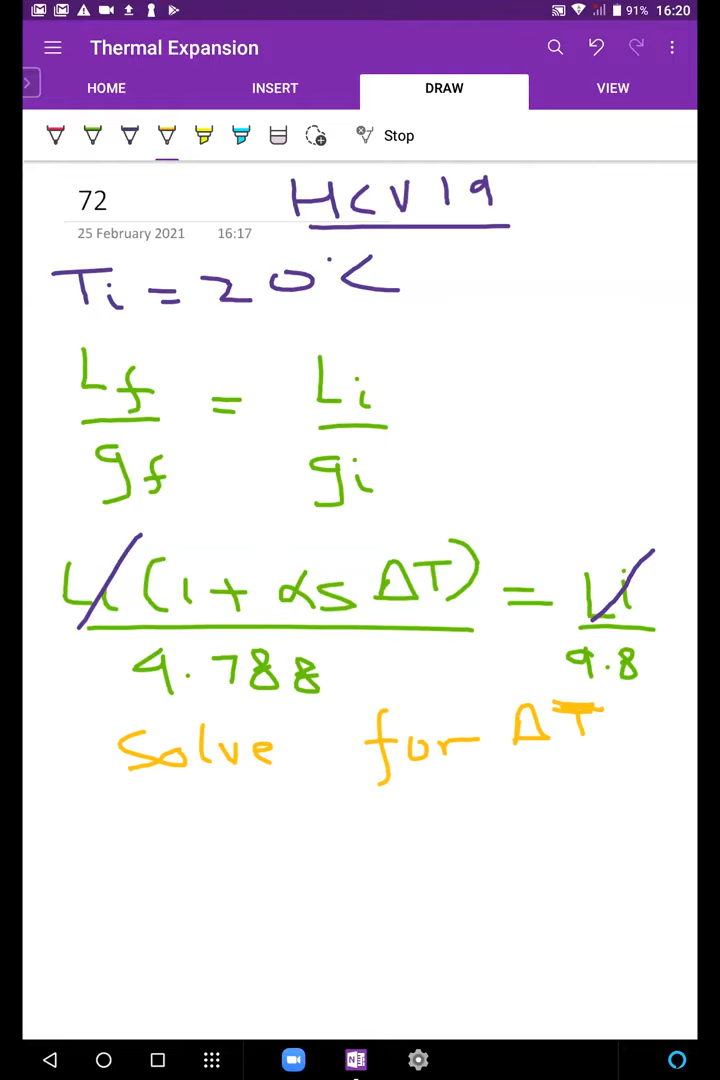 91% 16:20
Thermal Expansion
HOME INSERT DRAW VIEW
Stop
72
HCV 19
25 February 2021 16:17
Ti = 20°C
Lf/gf = Li/gi
Li(1 + αs ΔT)/9.788 = Li/9.8
Solve for ΔT